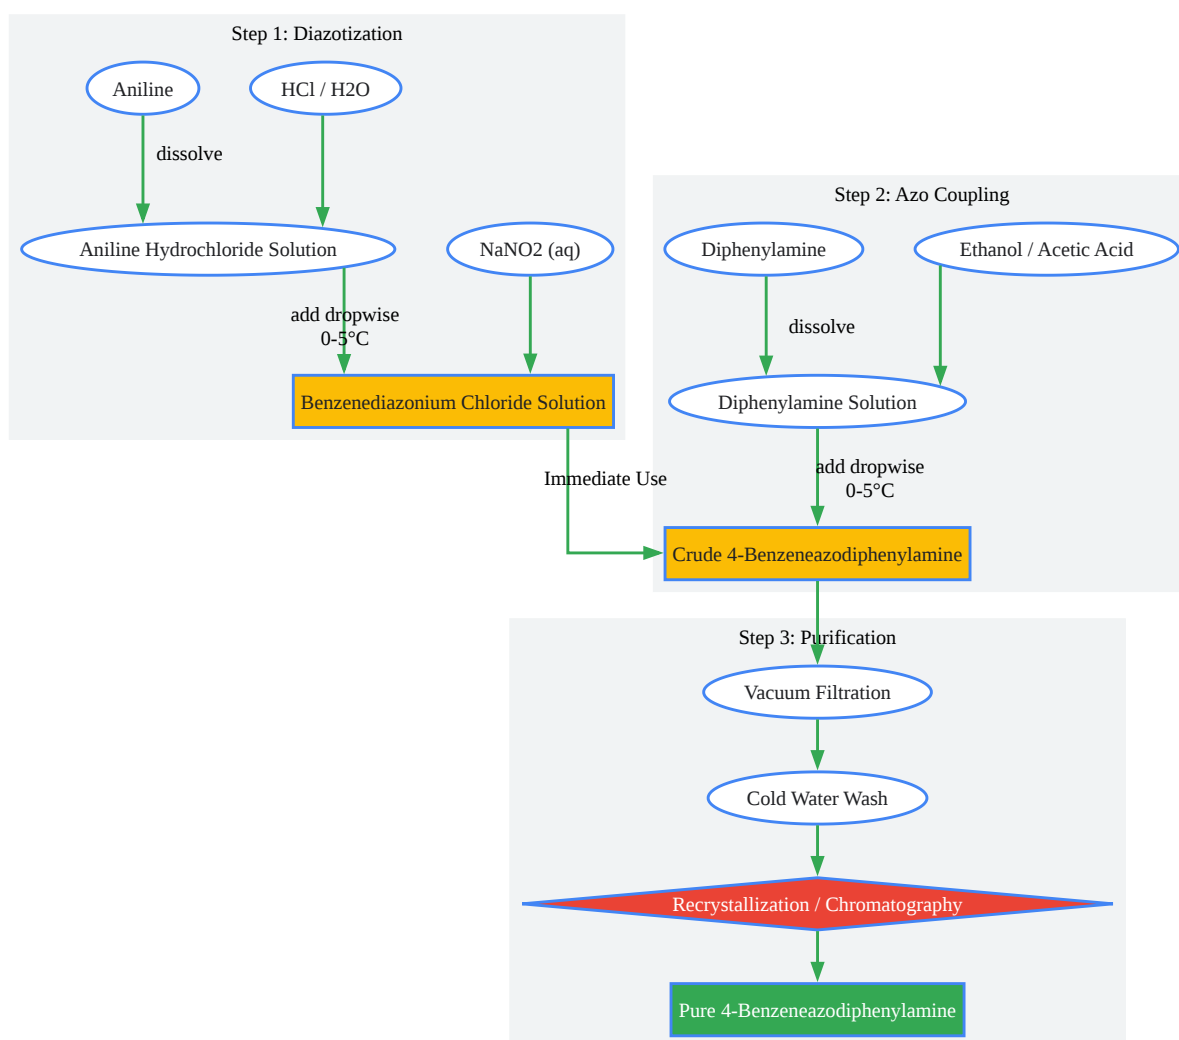 Step 1: Diazotization
Aniline
HCl / H2O
dissolve
Aniline Hydrochloride Solution
NaNO2 (aq)
add dropwise
0-5°C
Benzenediazonium Chloride Solution
Immediate Use
Step 2: Azo Coupling
Diphenylamine
Ethanol / Acetic Acid
dissolve
Diphenylamine Solution
add dropwise
0-5°C
Crude 4-Benzeneazodiphenylamine
Step 3: Purification
Vacuum Filtration
Cold Water Wash
Recrystallization / Chromatography
Pure 4-Benzeneazodiphenylamine